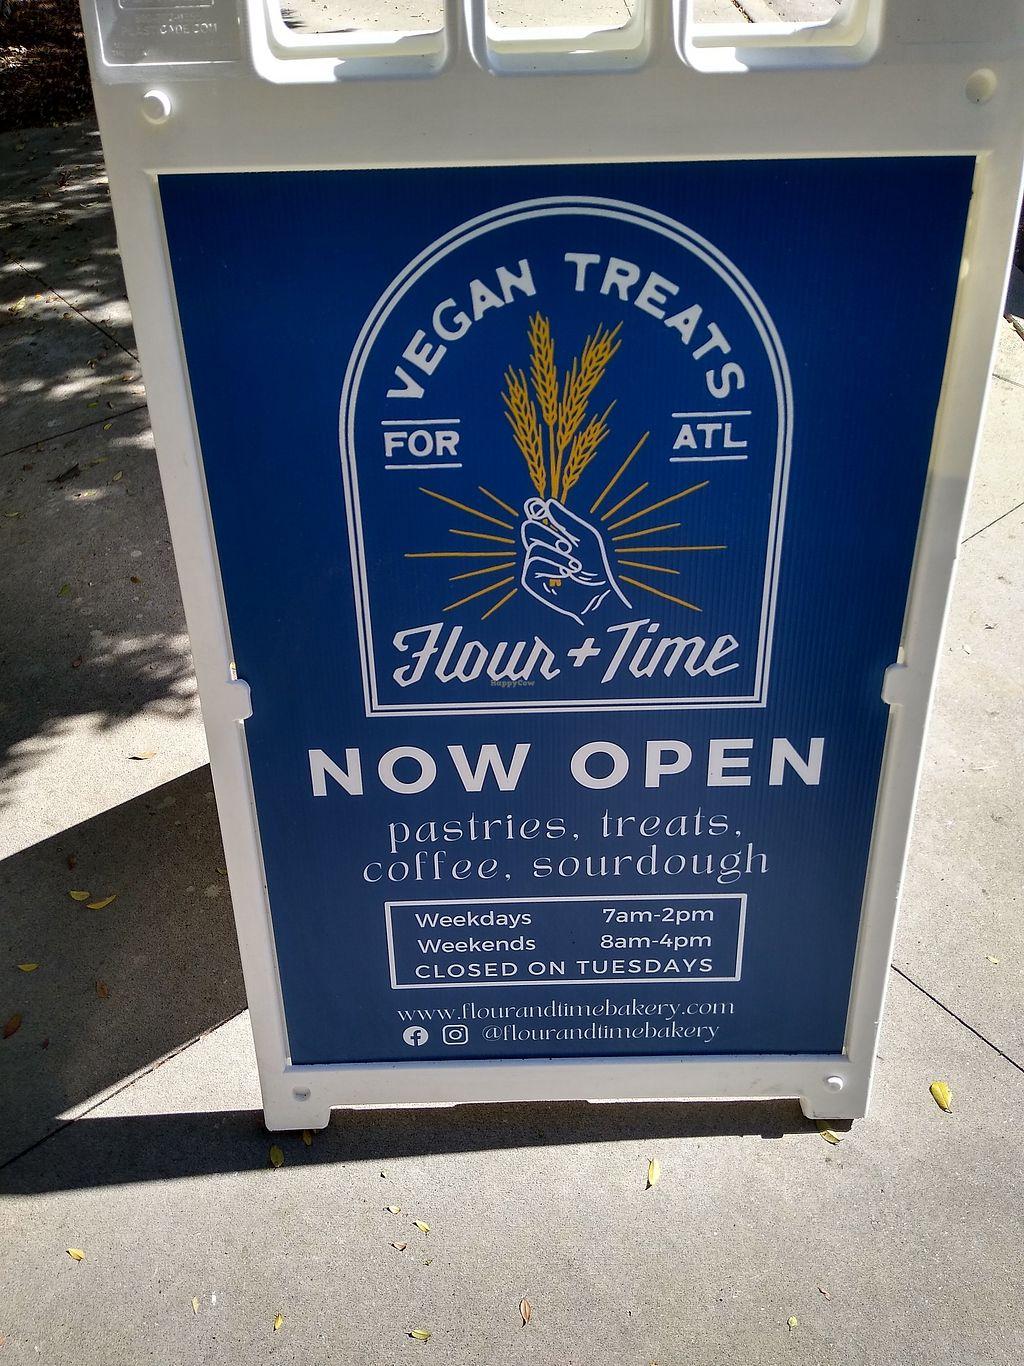 VEGAN TREATS
FOR ATL
Flour + Time
HappyCow
NOW OPEN
pastries, treats,
coffee, sourdough
Weekdays 7am-2pm
Weekends 8am-4pm
CLOSED ON TUESDAYS
www.flourandtimebakery.com
@flourandtimebakery